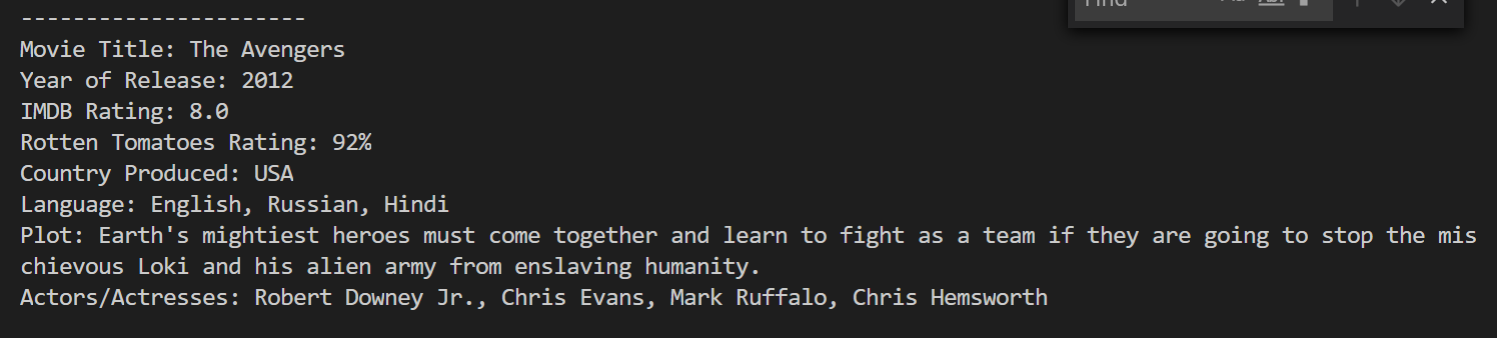 ----------------------
Movie Title: The Avengers
Year of Release: 2012
IMDB Rating: 8.0
Rotten Tomatoes Rating: 92%
Country Produced: USA
Language: English, Russian, Hindi
Plot: Earth's mightiest heroes must come together and learn to fight as a team if they are going to stop the mis
chievous Loki and his alien army from enslaving humanity.
Actors/Actresses: Robert Downey Jr., Chris Evans, Mark Ruffalo, Chris Hemsworth